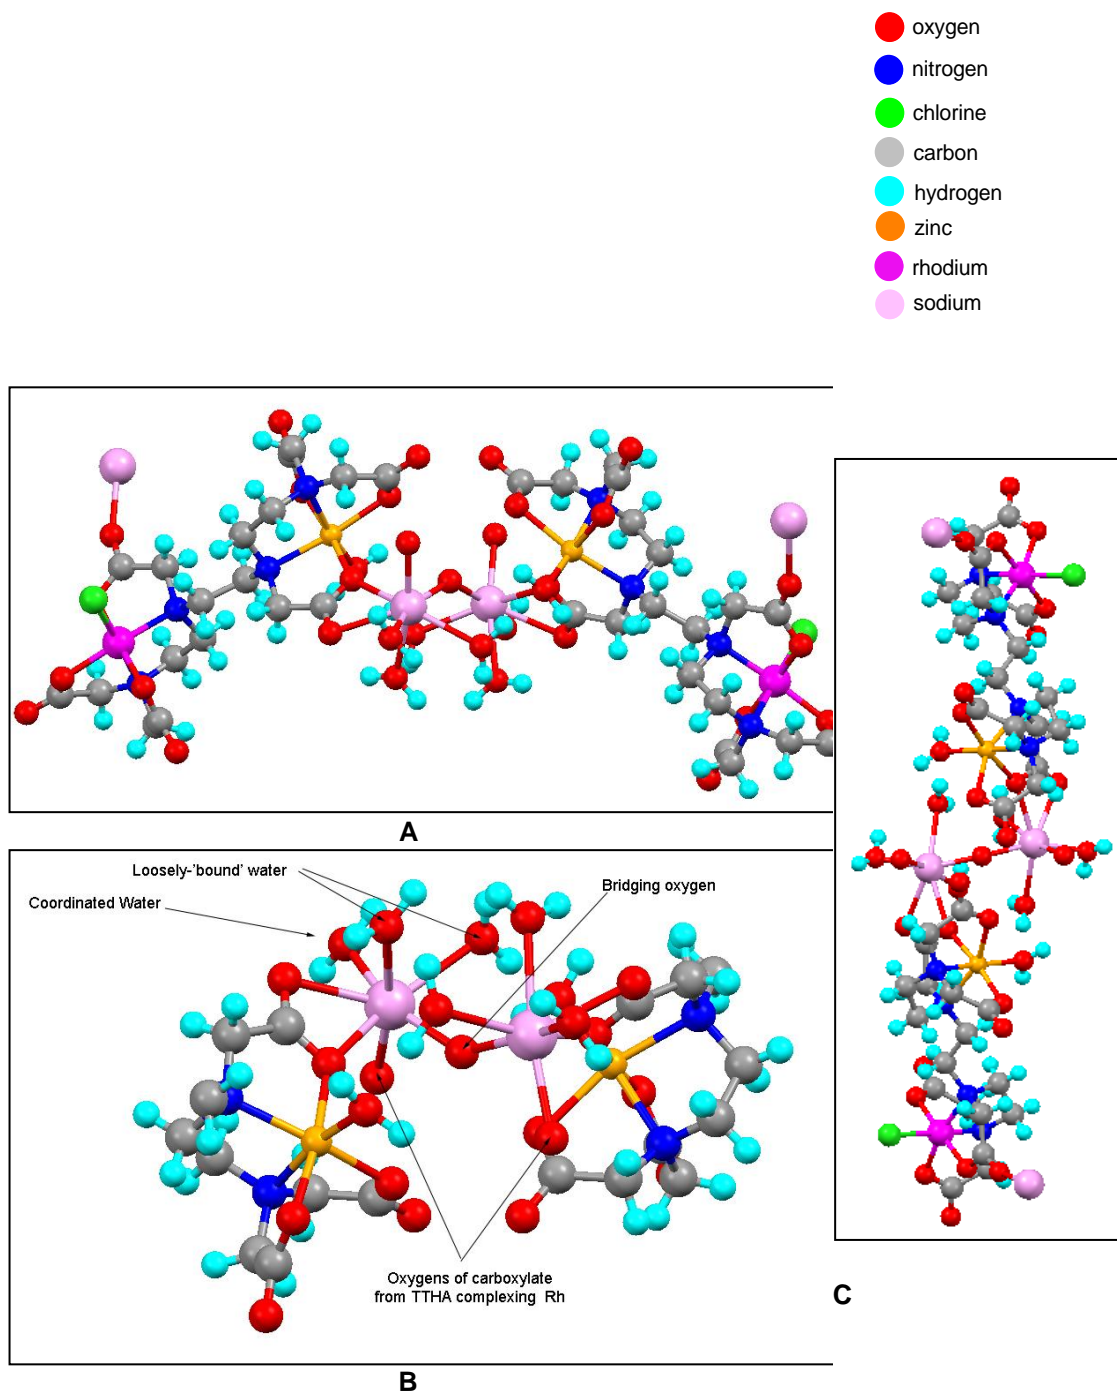 oxygen
nitrogen
chlorine
carbon
hydrogen
zinc
rhodium
sodium
A
Loosely-'bound' water
Coordinated Water
Bridging oxygen
Oxygens of carboxylate
from TTHA complexing Rh
C
B